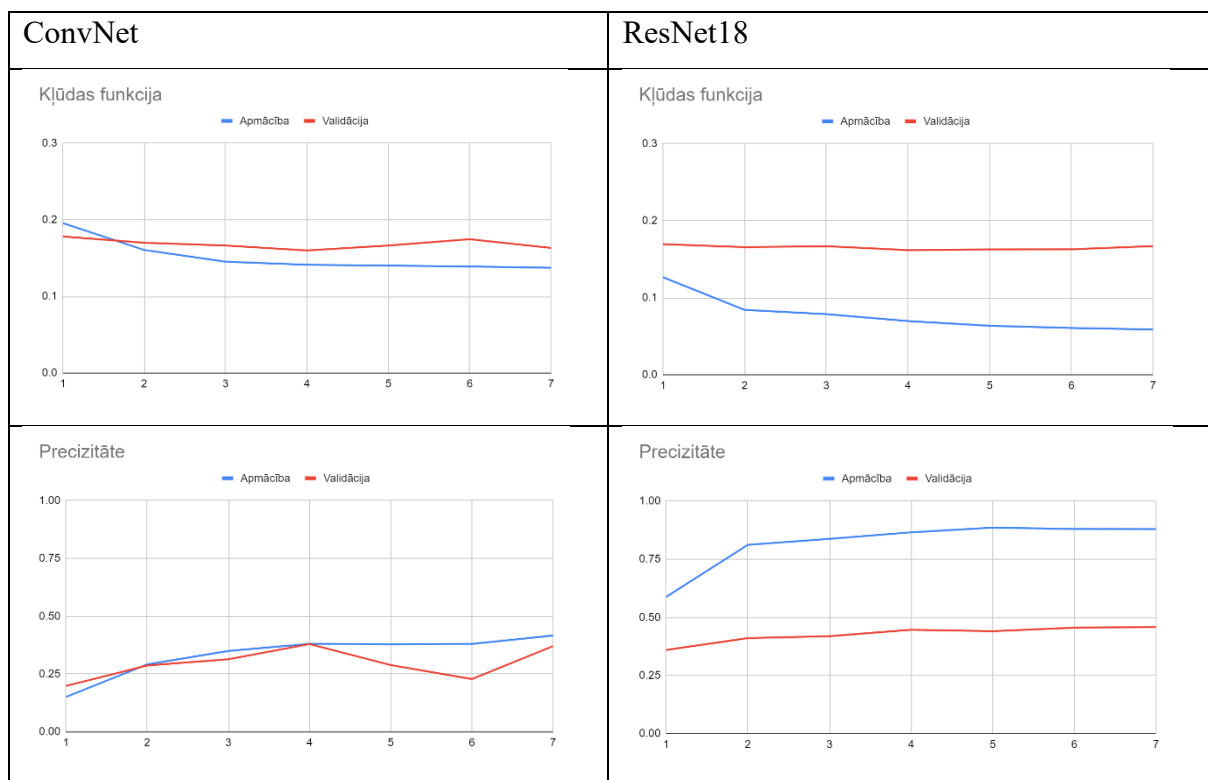 ConvNet
ResNet18
Kļūdas funkcija
Apmācība Validācija
0.3
0.2
0.1
0.0
1 2 3 4 5 6 7
Kļūdas funkcija
Apmācība Validācija
0.3
0.2
0.1
0.0
1 2 3 4 5 6 7
Precizitāte
Apmācība Validācija
1.00
0.75
0.50
0.25
0.00
1 2 3 4 5 6 7
Precizitāte
Apmācība Validācija
1.00
0.75
0.50
0.25
0.00
1 2 3 4 5 6 7